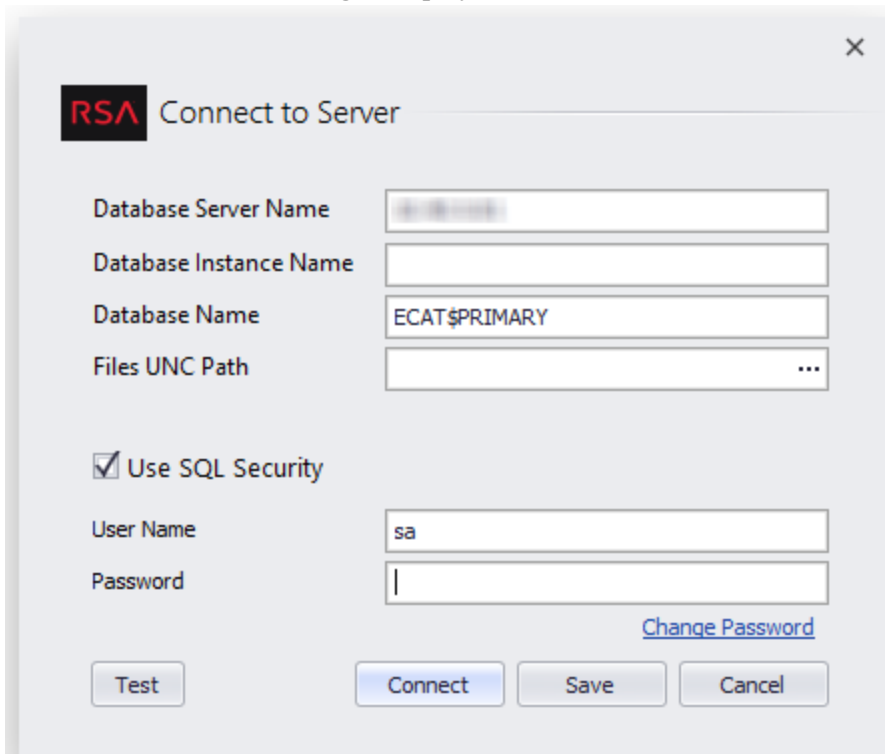 RSA Connect to Server
Database Server Name
Database Instance Name
Database Name ECAT$PRIMARY
Files UNC Path ...
Use SQL Security
User Name sa
Password
Change Password
Test Connect Save Cancel